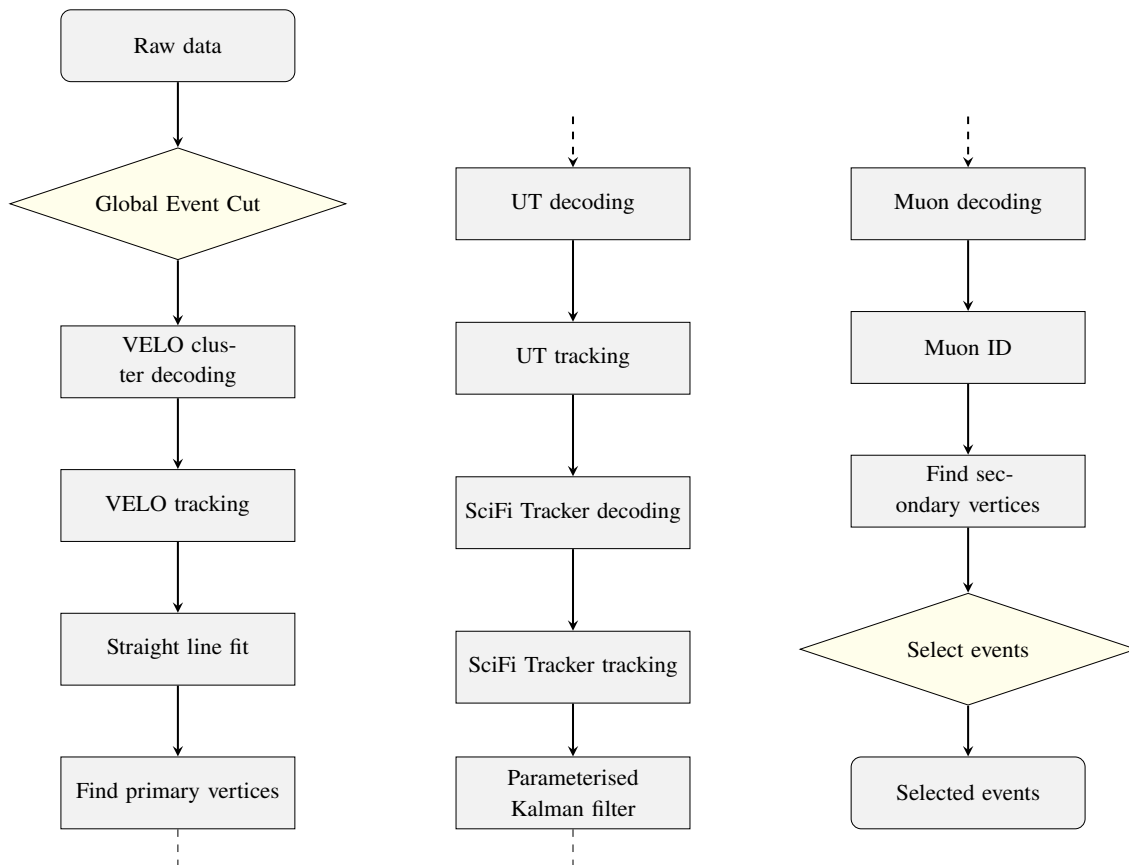 Raw data
Global Event Cut
VELO clus-
ter decoding
VELO tracking
Straight line fit
Find primary vertices
UT decoding
UT tracking
SciFi Tracker decoding
SciFi Tracker tracking
Parameterised
Kalman filter
Muon decoding
Muon ID
Find sec-
ondary vertices
Select events
Selected events